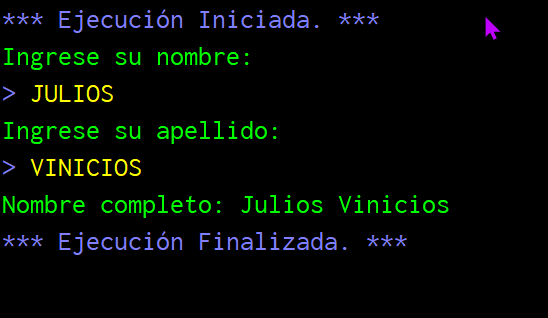 *** Ejecución Iniciada. ***
Ingrese su nombre:
> JULIOS
Ingrese su apellido:
> VINICIOS
Nombre completo: Julios Vinicios
*** Ejecución Finalizada. ***